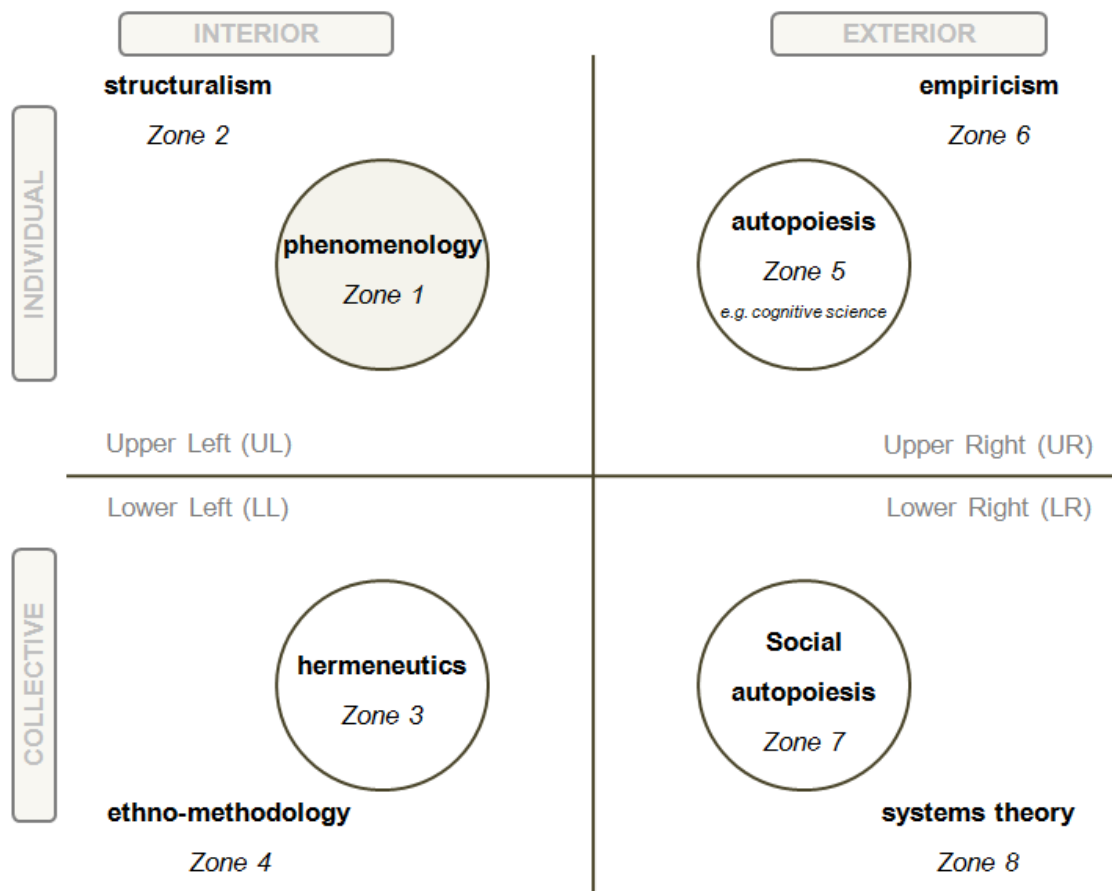 INTERIOR
EXTERIOR
INDIVIDUAL
COLLECTIVE
structuralism
Zone 2
phenomenology
Zone 1
Upper Left (UL)
empiricism
Zone 6
autopoiesis
Zone 5
e.g. cognitive science
Upper Right (UR)
Lower Left (LL)
hermeneutics
Zone 3
ethno-methodology
Zone 4
Lower Right (LR)
Social
autopoiesis
Zone 7
systems theory
Zone 8